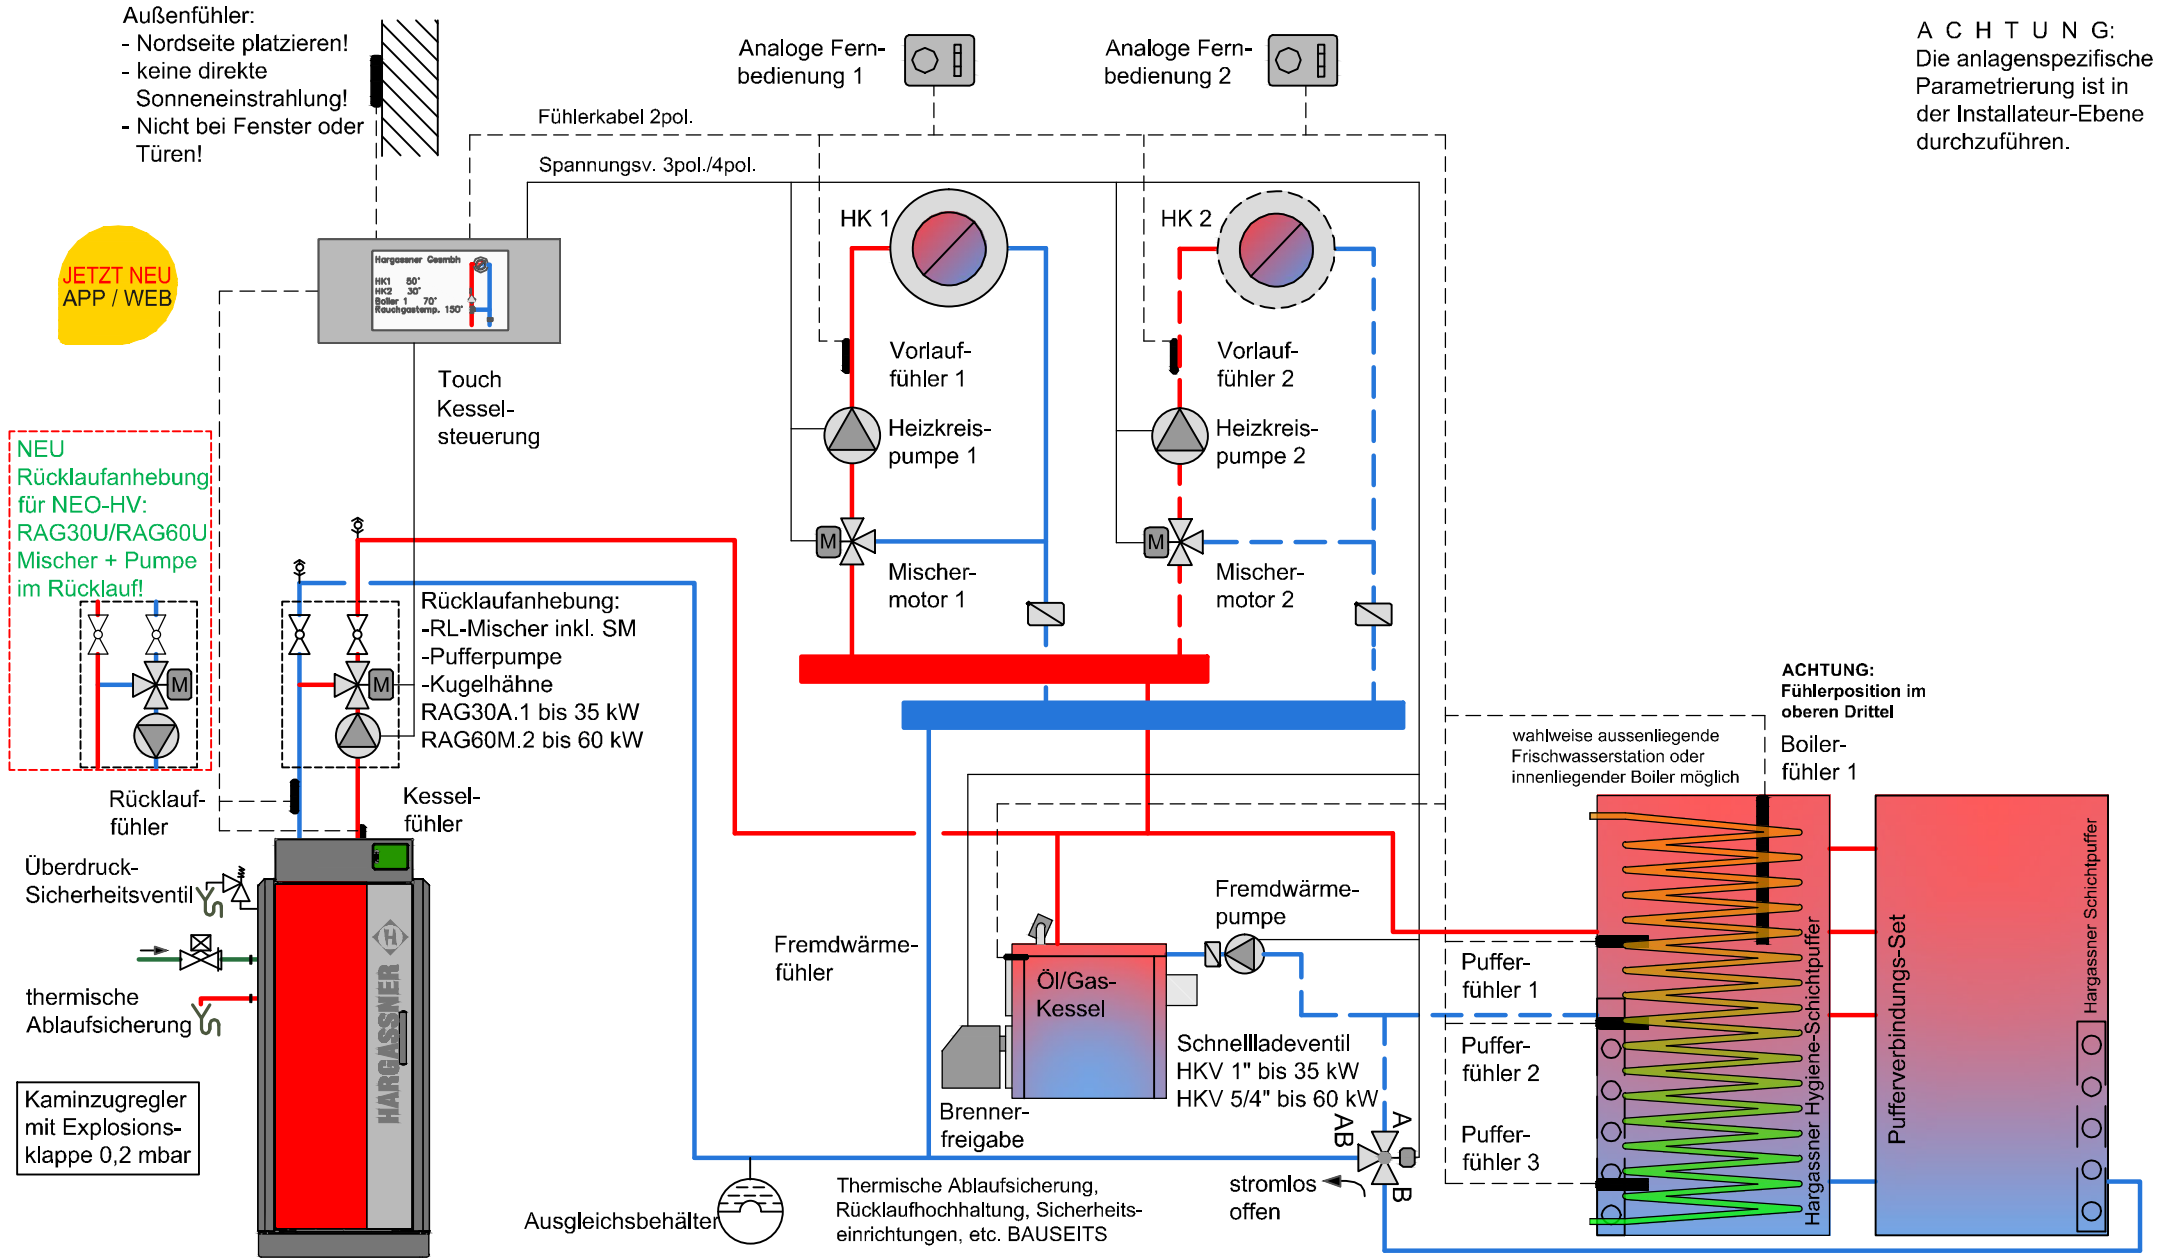 Außenfühler:
- Nordseite platzieren!
- keine direkte
Sonneneinstrahlung!
- Nicht bei Fenster oder
Türen!
Analoge Fern-
bedienung 1
Analoge Fern-
bedienung 2
A C H T U N G:
Die anlagenspezifische
Parametrierung ist in
der Installateur-Ebene
durchzuführen.
Fühlerkabel 2pol.
Spannungsv. 3pol./4pol.
HK 1
HK 2
JETZT NEU
APP / WEB
Hargassner Gesmbh
HK1 50°
HK2 30°
Boiler 1 70°
Rauchgastemp. 150°
Touch
Kessel-
steuerung
Vorlauf-
fühler 1
Vorlauf-
fühler 2
Heizkreis-
pumpe 1
Heizkreis-
pumpe 2
M
M
Mischer-
motor 1
Mischer-
motor 2
NEU
Rücklaufanhebung
für NEO-HV:
RAG30U/RAG60U
Mischer + Pumpe
im Rücklauf!
M
M
Rücklaufanhebung:
-RL-Mischer inkl. SM
-Pufferpumpe
-Kugelhähne
RAG30A.1 bis 35 kW
RAG60M.2 bis 60 kW
ACHTUNG:
Fühlerposition im
oberen Drittel
Boiler-
fühler 1
wahlweise aussenliegende
Frischwasserstation oder
innenliegender Boiler möglich
Rücklauf-
fühler
Kessel-
fühler
Überdruck-
Sicherheitsventil
thermische
Ablaufsicherung
Kaminzugregler
mit Explosions-
klappe 0,2 mbar
H
HARGASSNER
Fremdwärme-
fühler
Fremdwärme-
pumpe
Öl/Gas-
Kessel
Schnellladeventil
HKV 1" bis 35 kW
HKV 5/4" bis 60 kW
Brenner-
freigabe
A
AB
B
stromlos
offen
Puffer-
fühler 1
Puffer-
fühler 2
Puffer-
fühler 3
Hargassner Hygiene-Schichtpuffer
Pufferverbindungs-Set
Hargassner Schichtpuffer
Ausgleichsbehälter
Thermische Ablaufsicherung,
Rücklaufhochhaltung, Sicherheits-
einrichtungen, etc. BAUSEITS